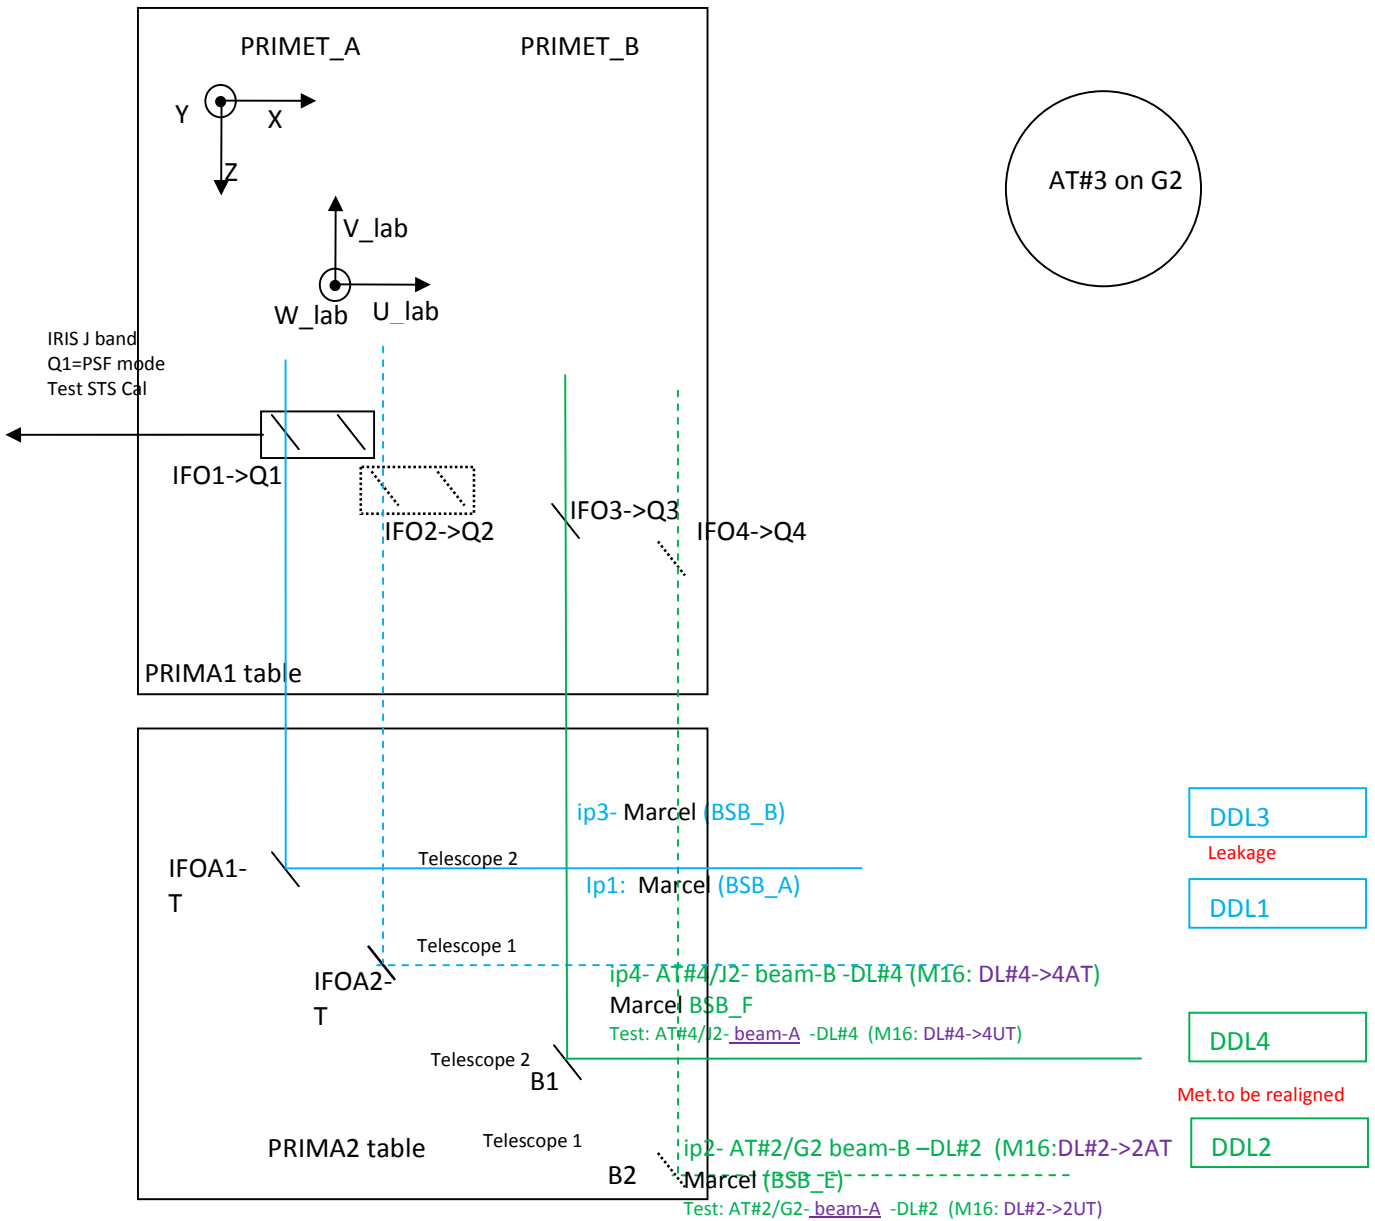 PRIMET_A
PRIMET_B
Y
X
Z
AT#3 on G2
V_lab
W_lab
U_lab
IRIS J band
Q1=PSF mode
Test STS Cal
IFO1->Q1
IFO2->Q2
IFO3->Q3
IFO4->Q4
PRIMA1 table
ip3- Marcel (BSB_B)
DDL3
Leakage
IFOA1-
T
Telescope 2
Ip1: Marcel (BSB_A)
DDL1
Telescope 1
IFOA2-
T
ip4- AT#4/J2- beam-B -DL#4 (M16: DL#4->4AT)
Marcel BSB_F
Test: AT#4/J2- beam-A -DL#4 (M16: DL#4->4UT)
DDL4
Telescope 2
B1
Met.to be realigned
PRIMA2 table
Telescope 1
B2
ip2- AT#2/G2 beam-B –DL#2 (M16:DL#2->2AT
Marcel (BSB_E)
Test: AT#2/G2- beam-A -DL#2 (M16: DL#2->2UT)
DDL2